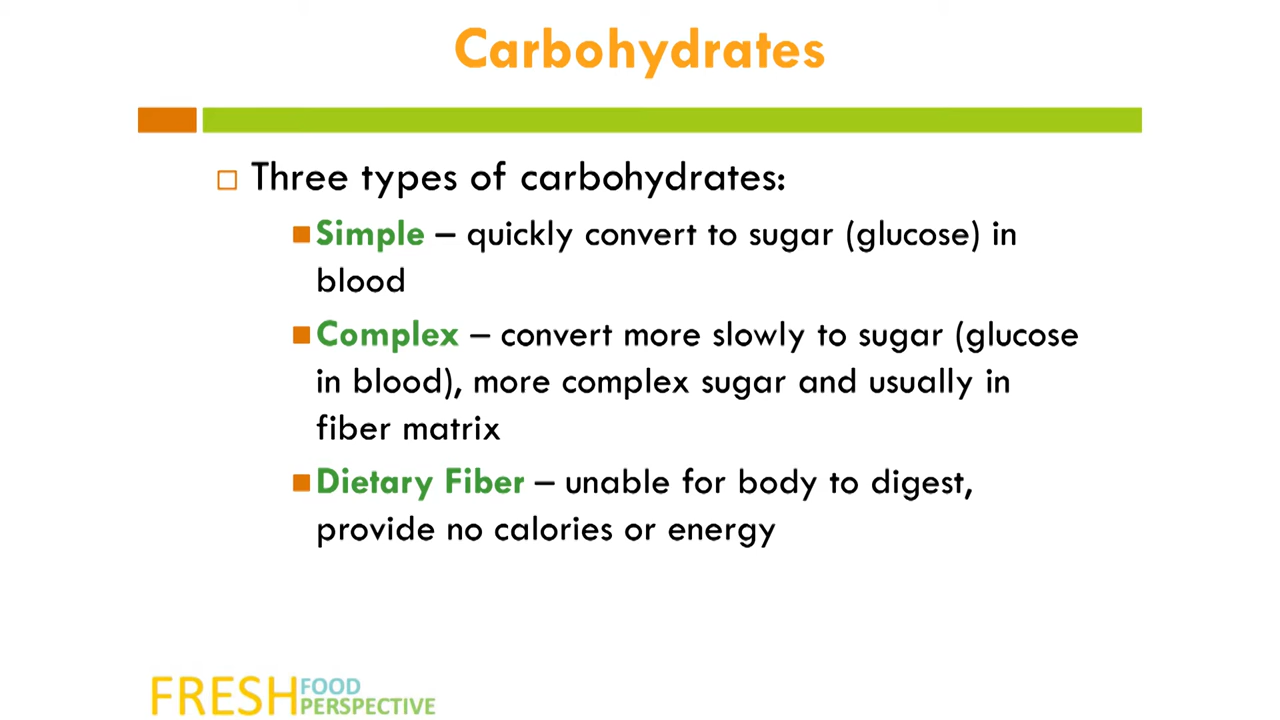 Carbohydrates
Three types of carbohydrates:
Simple – quickly convert to sugar (glucose) in
blood
Complex – convert more slowly to sugar (glucose
in blood), more complex sugar and usually in
fiber matrix
Dietary Fiber – unable for body to digest,
provide no calories or energy
FRESH FOOD
PERSPECTIVE